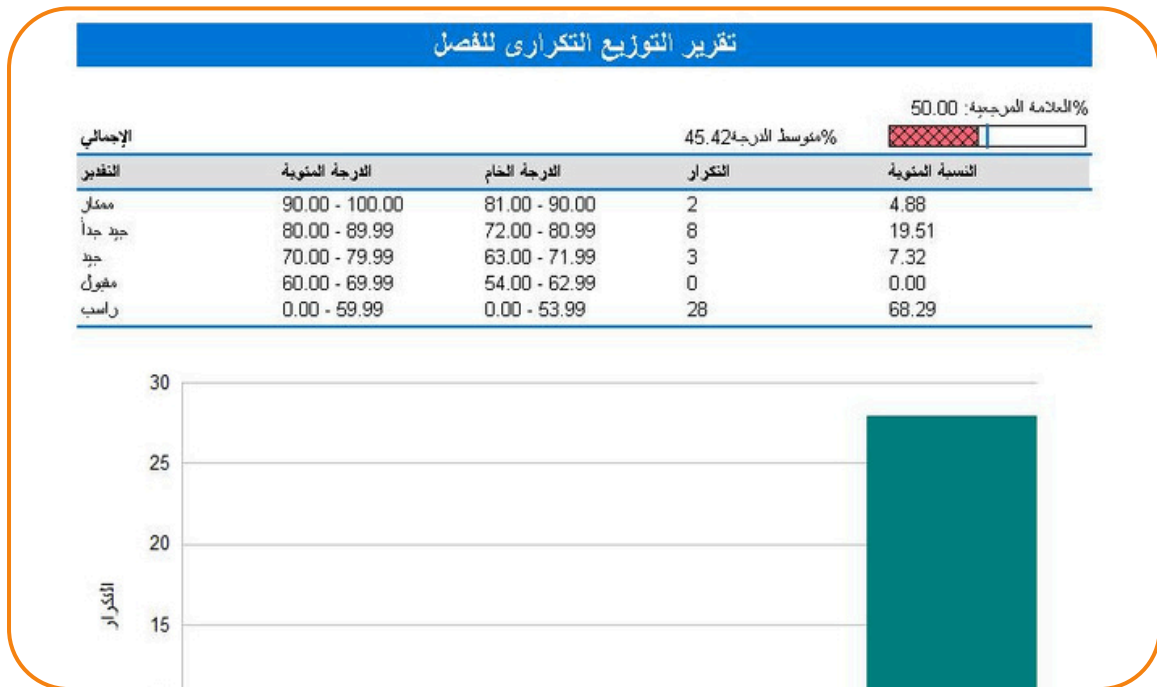 تقرير التوزيع التكرارى للفصل
%العلامة المرجعية: 50.00
الإجمالي %متوسط الدرجة45.42
التقدير الدرجة المئوية الدرجة الخام التكرار النسبة المئوية
ممتاز 90.00 - 100.00 81.00 - 90.00 2 4.88
جيد جداً 80.00 - 89.99 72.00 - 80.99 8 19.51
جيد 70.00 - 79.99 63.00 - 71.99 3 7.32
مقبول 60.00 - 69.99 54.00 - 62.99 0 0.00
راسب 0.00 - 59.99 0.00 - 53.99 28 68.29
30
25
20
التكرار
15